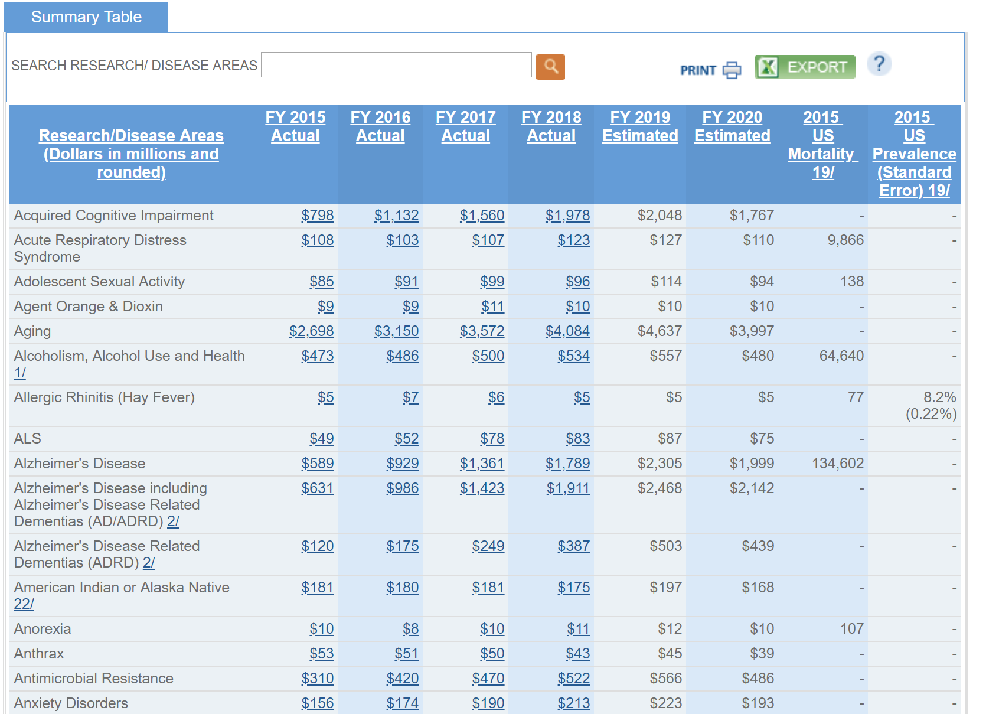 Summary Table
SEARCH RESEARCH/ DISEASE AREAS
PRINT
EXPORT
?
Research/Disease Areas
(Dollars in millions and
rounded)
FY 2015
Actual
FY 2016
Actual
FY 2017
Actual
FY 2018
Actual
FY 2019
Estimated
FY 2020
Estimated
2015
US
Mortality
19/
2015
US
Prevalence
(Standard
Error) 19/
Acquired Cognitive Impairment $798 $1,132 $1,560 $1,978 $2,048 $1,767 - -
Acute Respiratory Distress $108 $103 $107 $123 $127 $110 9,866 -
Syndrome
Adolescent Sexual Activity $85 $91 $99 $96 $114 $94 138 -
Agent Orange & Dioxin $9 $9 $11 $10 $10 $10 - -
Aging $2,698 $3,150 $3,572 $4,084 $4,637 $3,997 - -
Alcoholism, Alcohol Use and Health $473 $486 $500 $534 $557 $480 64,640 -
1/
Allergic Rhinitis (Hay Fever) $5 $7 $6 $5 $5 $5 77 8.2%
(0.22%)
ALS $49 $52 $78 $83 $87 $75 - -
Alzheimer's Disease $589 $929 $1,361 $1,789 $2,305 $1,999 134,602 -
Alzheimer's Disease including $631 $986 $1,423 $1,911 $2,468 $2,142 - -
Alzheimer's Disease Related
Dementias (AD/ADRD) 2/
Alzheimer's Disease Related $120 $175 $249 $387 $503 $439 - -
Dementias (ADRD) 2/
American Indian or Alaska Native $181 $180 $181 $175 $197 $168 - -
22/
Anorexia $10 $8 $10 $11 $12 $10 107 -
Anthrax $53 $51 $50 $43 $45 $39 - -
Antimicrobial Resistance $310 $420 $470 $522 $566 $486 - -
Anxiety Disorders $156 $174 $190 $213 $223 $193 - -